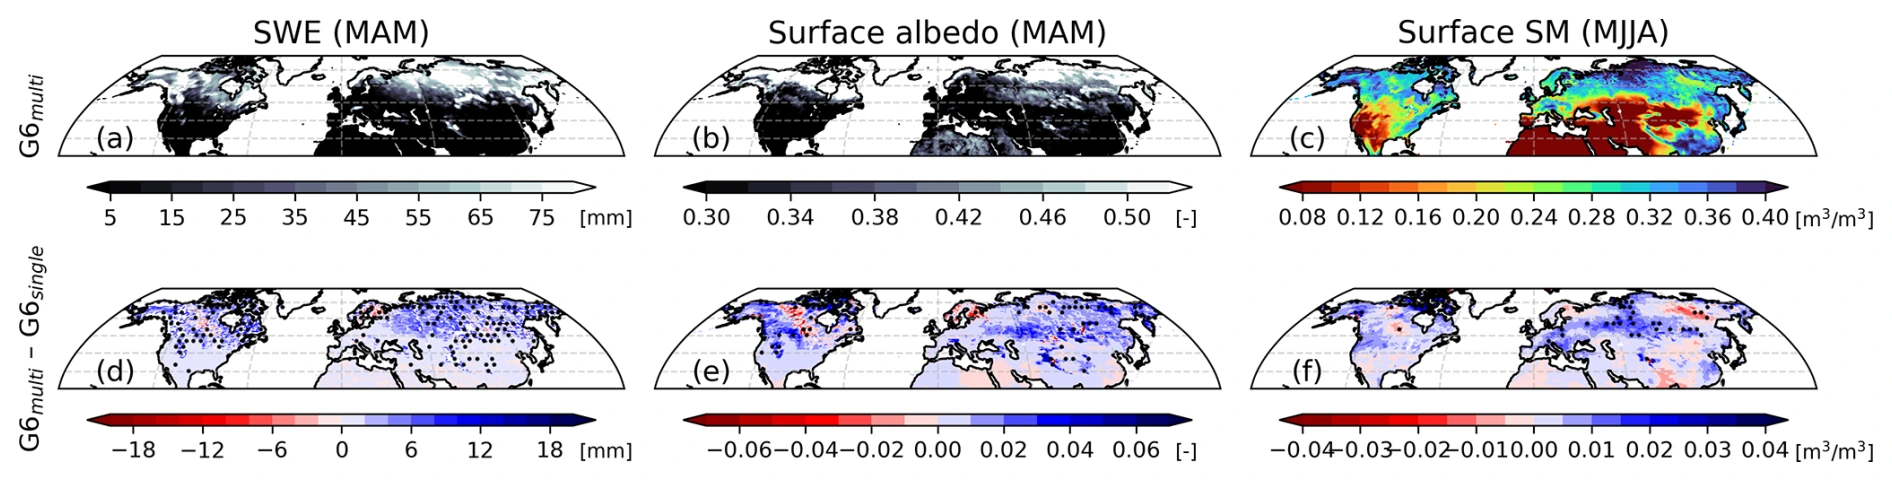 SWE (MAM)
Surface albedo (MAM)
Surface SM (MJJA)
G6multi
(a)
(b)
(c)
5 15 25 35 45 55 65 75 [mm]
0.30 0.34 0.38 0.42 0.46 0.50 [-]
0.08 0.12 0.16 0.20 0.24 0.28 0.32 0.36 0.40 [m³/m³]
G6multi − G6single
(d)
(e)
(f)
−18 −12 −6 0 6 12 18 [mm]
−0.06 −0.04 −0.02 0.00 0.02 0.04 0.06 [-]
−0.04 −0.03 −0.02 −0.01 0.00 0.01 0.02 0.03 0.04 [m³/m³]